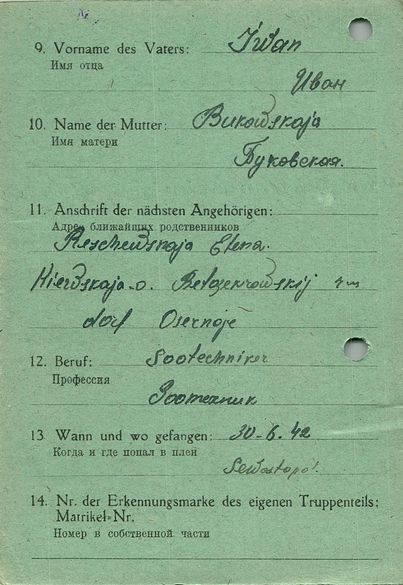 9. Vorname des Vaters: Iwan
Имя отца
Иван
10. Name der Mutter: Bukowskaja
Имя матери
Буковская.
11. Anschrift der nächsten Angehörigen:
Адрес ближайших родственников
Reschewskaja Elena.
Kiewskaja-o. Belozerkowskij
dorf Osernoje
12. Beruf: Sootechniker
Профессия
Зоотехник
13 Wann und wo gefangen: 30-6.42
Когда и где попал в плен
Sewastopol.
14. Nr. der Erkennungsmarke des eigenen Truppenteils:
Matrikel-Nr.
Номер в собственной части